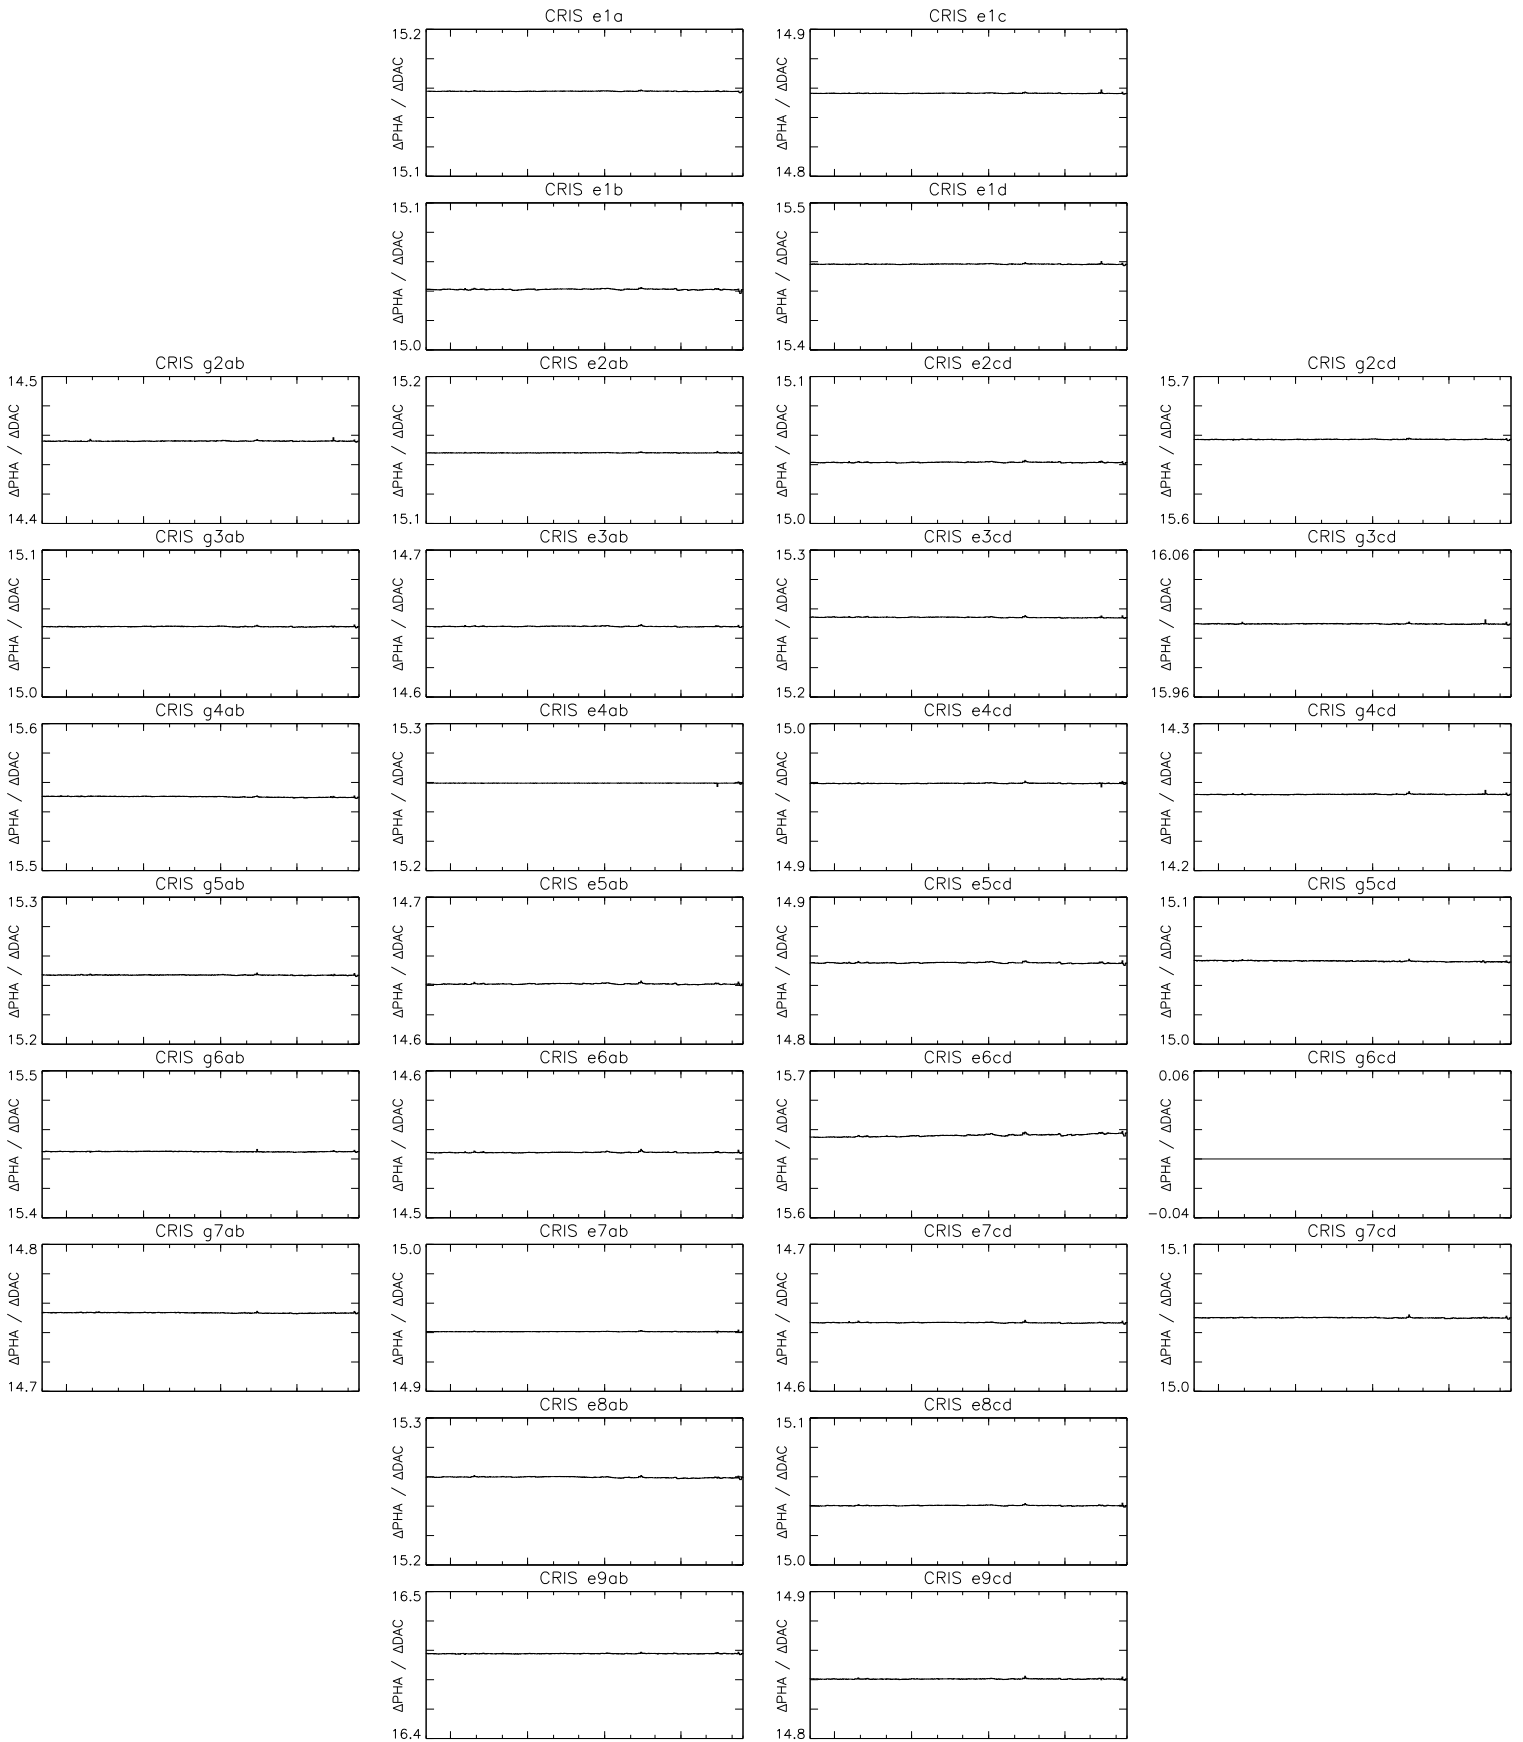 CRIS e1a
CRIS e1c
15.2
ΔPHA / ΔDAC
15.1
14.9
ΔPHA / ΔDAC
14.8
CRIS e1b
CRIS e1d
15.1
ΔPHA / ΔDAC
15.0
15.5
ΔPHA / ΔDAC
15.4
CRIS g2ab
CRIS e2ab
CRIS e2cd
CRIS g2cd
14.5
ΔPHA / ΔDAC
14.4
15.2
ΔPHA / ΔDAC
15.1
15.1
ΔPHA / ΔDAC
15.0
15.7
ΔPHA / ΔDAC
15.6
CRIS g3ab
CRIS e3ab
CRIS e3cd
CRIS g3cd
15.1
ΔPHA / ΔDAC
15.0
14.7
ΔPHA / ΔDAC
14.6
15.3
ΔPHA / ΔDAC
15.2
16.06
ΔPHA / ΔDAC
15.96
CRIS g4ab
CRIS e4ab
CRIS e4cd
CRIS g4cd
15.6
ΔPHA / ΔDAC
15.5
15.3
ΔPHA / ΔDAC
15.2
15.0
ΔPHA / ΔDAC
14.9
14.3
ΔPHA / ΔDAC
14.2
CRIS g5ab
CRIS e5ab
CRIS e5cd
CRIS g5cd
15.3
ΔPHA / ΔDAC
15.2
14.7
ΔPHA / ΔDAC
14.6
14.9
ΔPHA / ΔDAC
14.8
15.1
ΔPHA / ΔDAC
15.0
CRIS g6ab
CRIS e6ab
CRIS e6cd
CRIS g6cd
15.5
ΔPHA / ΔDAC
15.4
14.6
ΔPHA / ΔDAC
14.5
15.7
ΔPHA / ΔDAC
15.6
0.06
ΔPHA / ΔDAC
−0.04
CRIS g7ab
CRIS e7ab
CRIS e7cd
CRIS g7cd
14.8
ΔPHA / ΔDAC
14.7
15.0
ΔPHA / ΔDAC
14.9
14.7
ΔPHA / ΔDAC
14.6
15.1
ΔPHA / ΔDAC
15.0
CRIS e8ab
CRIS e8cd
15.3
ΔPHA / ΔDAC
15.2
15.1
ΔPHA / ΔDAC
15.0
CRIS e9ab
CRIS e9cd
16.5
ΔPHA / ΔDAC
16.4
14.9
ΔPHA / ΔDAC
14.8